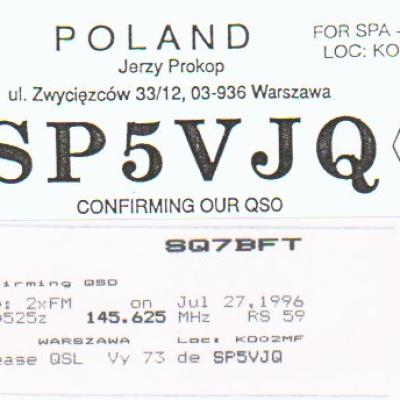 POLAND
FOR SPA -
Jerzy Prokop
LOC: KO
ul. Zwycięzców 33/12, 03-936 Warszawa
SP5VJQ
CONFIRMING OUR QSO
SQ7BFT
firming QSO
e: 2xFM on Jul 27,1996
0525z 145.625 MHz RS 59
WARSZAWA Loc: KO02MF
ease QSL Vy 73 de SP5VJQ